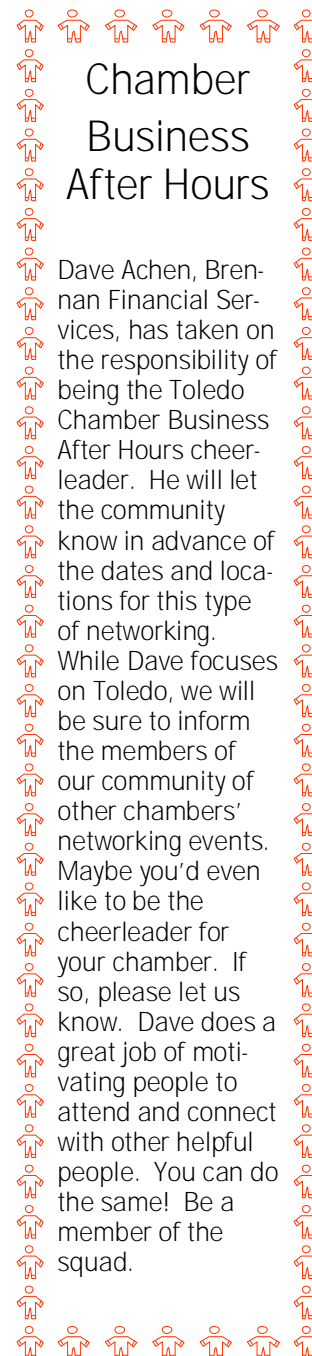 Chamber
Business
After Hours
Dave Achen, Bren-
nan Financial Ser-
vices, has taken on
the responsibility of
being the Toledo
Chamber Business
After Hours cheer-
leader.  He will let
the community
know in advance of
the dates and loca-
tions for this type
of networking.
While Dave focuses
on Toledo, we will
be sure to inform
the members of
our community of
other chambers’
networking events.
Maybe you’d even
like to be the
cheerleader for
your chamber.  If
so, please let us
know.  Dave does a
great job of moti-
vating people to
attend and connect
with other helpful
people.  You can do
the same!  Be a
member of the
squad.